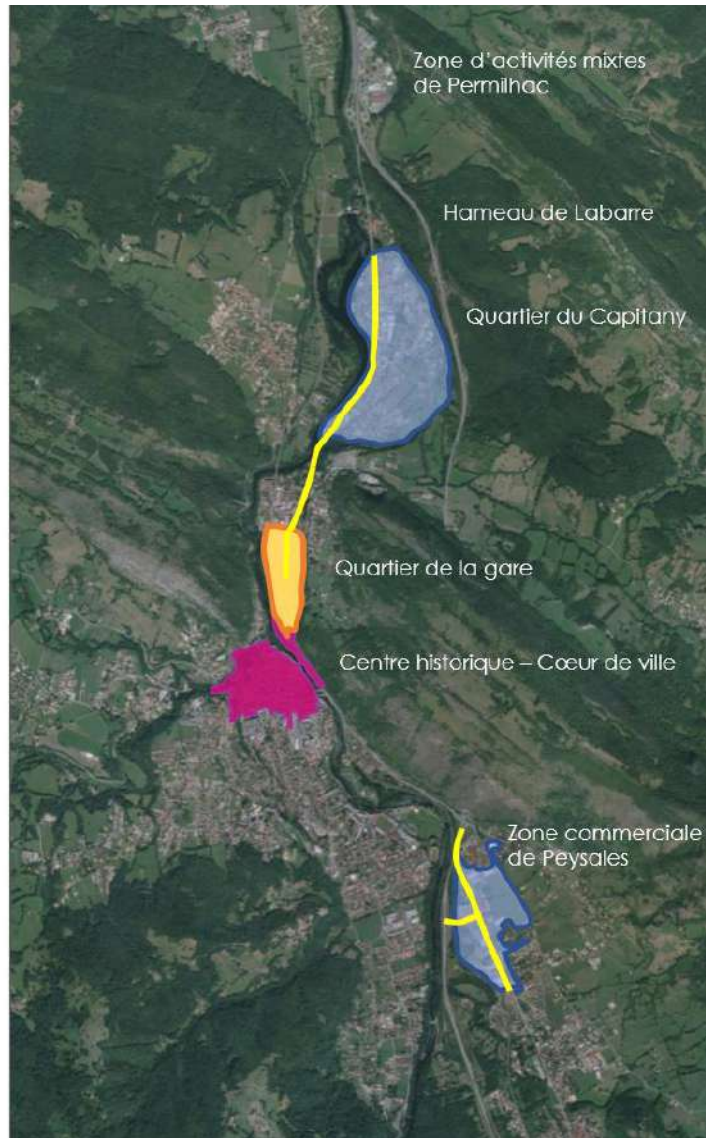 Zone d'activités mixtes
de Permilhac
Hameau de Labarre
Quartier du Capitany
Quartier de la gare
Centre historique – Cœur de ville
Zone commerciale
de Peysales